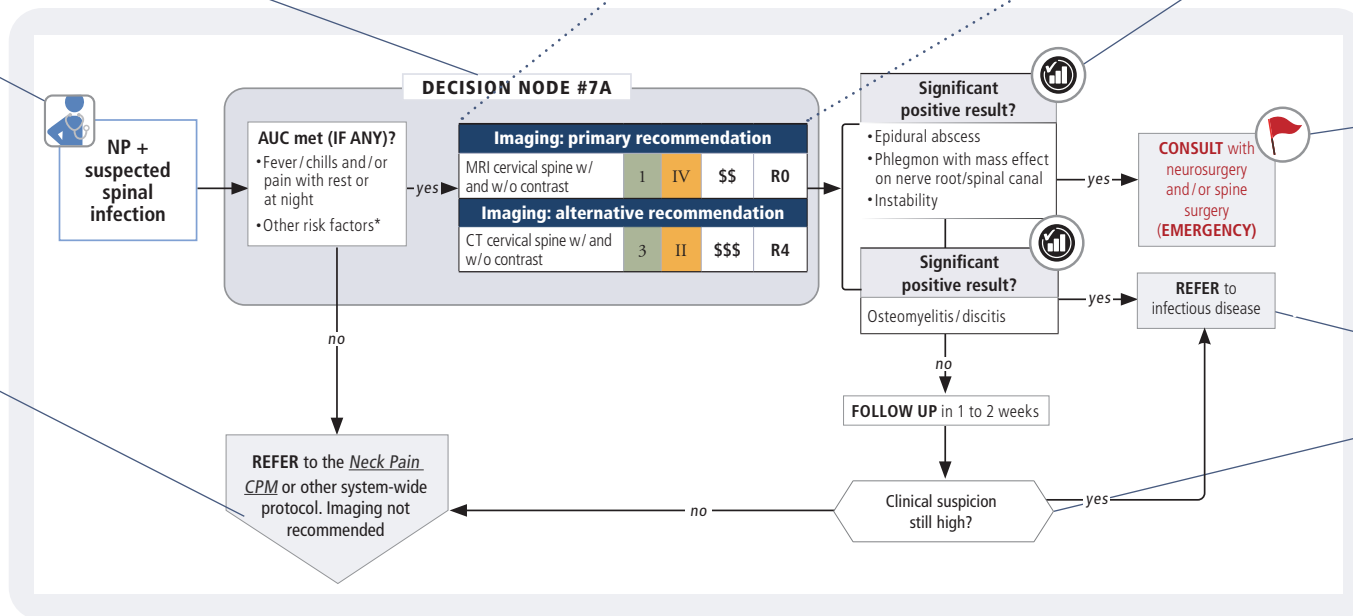 DECISION NODE #7A
NP +
suspected
spinal
infection
AUC met (IF ANY)?
•Fever/chills and/or
pain with rest or
at night
•Other risk factors*
yes
Imaging: primary recommendation
MRI cervical spine w/
and w/o contrast
1 IV $$ R0
Imaging: alternative recommendation
CT cervical spine w/ and
w/o contrast
3 II $$$ R4
Significant
positive result?
•Epidural abscess
•Phlegmon with mass effect
on nerve root/spinal canal
•Instability
yes
CONSULT with
neurosurgery
and/or spine
surgery
(EMERGENCY)
Significant
positive result?
Osteomyelitis/discitis
yes
REFER to
infectious disease
no
no
FOLLOW UP in 1 to 2 weeks
Clinical suspicion
still high?
yes
no
REFER to the Neck Pain
CPM or other system-wide
protocol. Imaging not
recommended